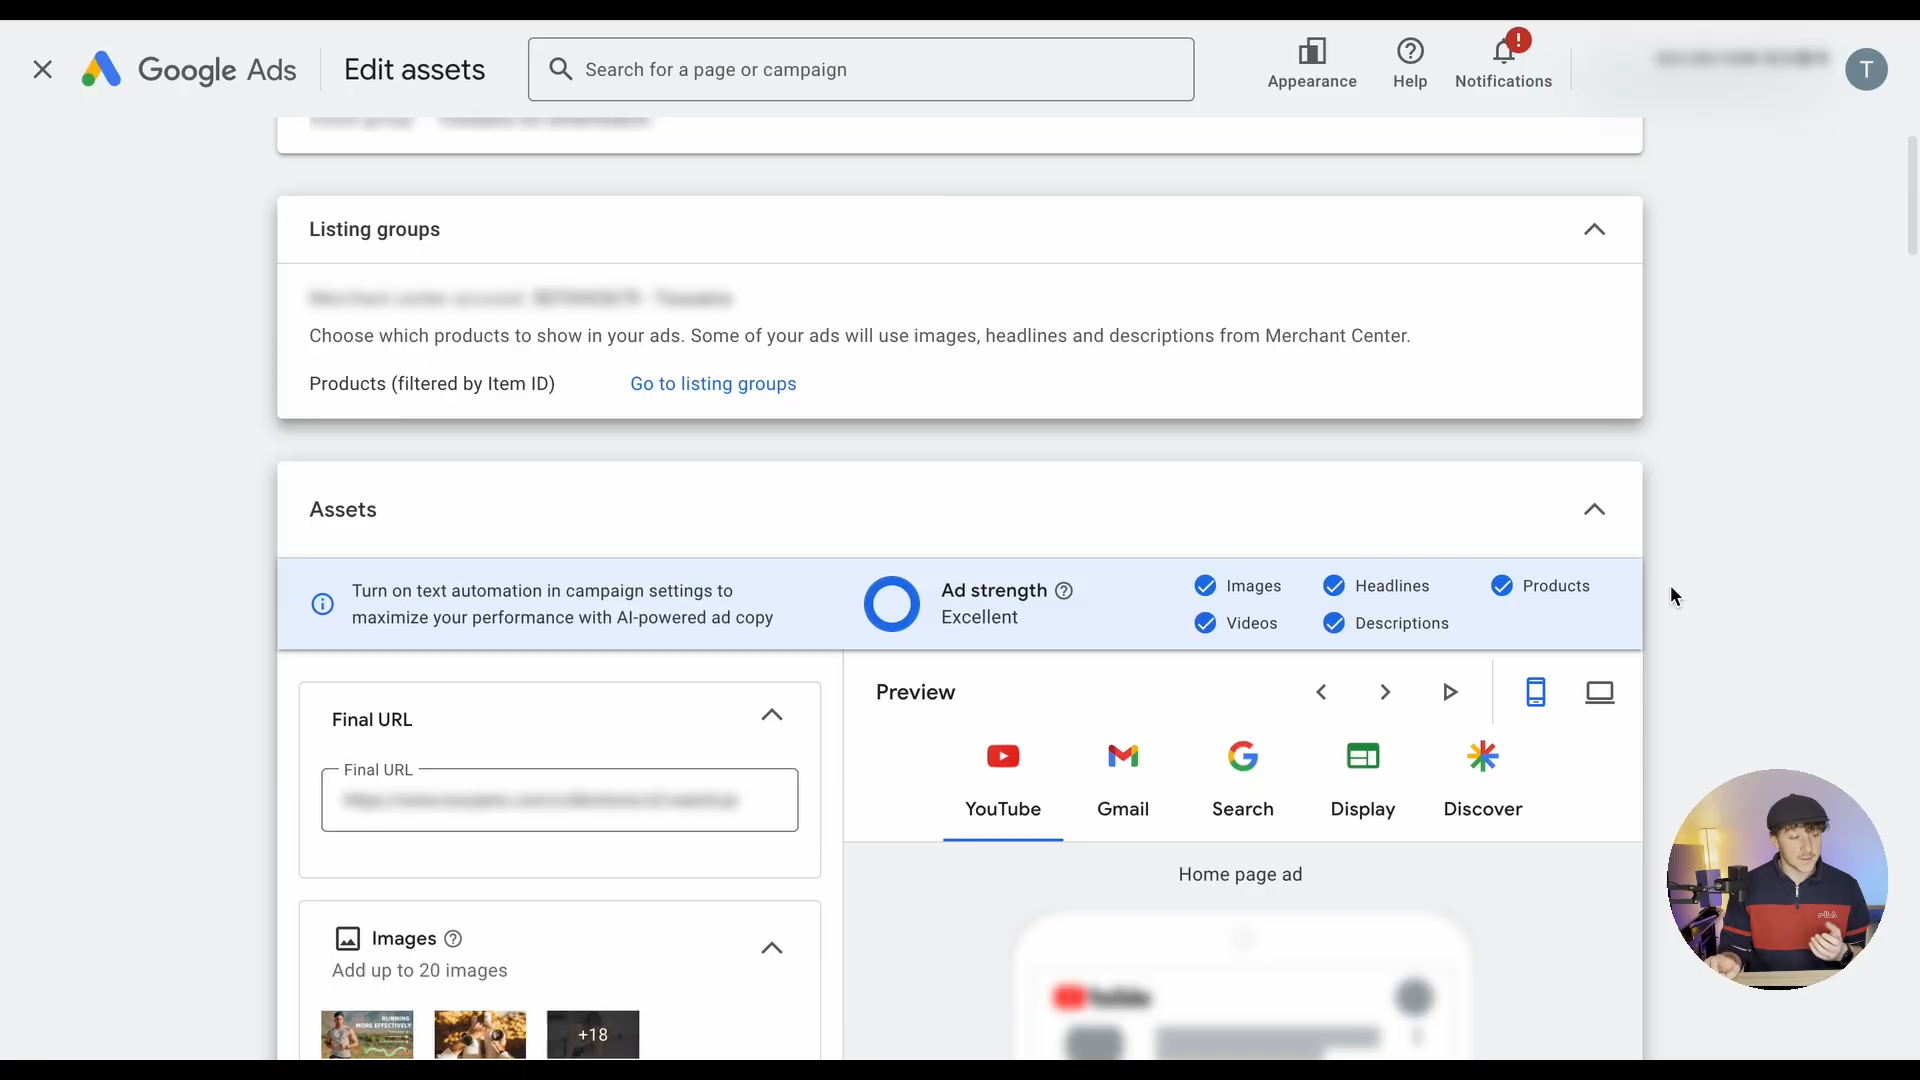 Google Ads
Edit assets
Search for a page or campaign
Appearance
Help
!
Notifications
T
Listing groups
Choose which products to show in your ads. Some of your ads will use images, headlines and descriptions from Merchant Center.
Products (filtered by Item ID)
Go to listing groups
Assets
Turn on text automation in campaign settings to
maximize your performance with AI-powered ad copy
Ad strength
Excellent
Images
Headlines
Products
Videos
Descriptions
Final URL
Final URL
Preview
YouTube
Gmail
Search
Display
Discover
Home page ad
Images
Add up to 20 images
RUNNING
MORE EFFECTIVELY
+18
FILA